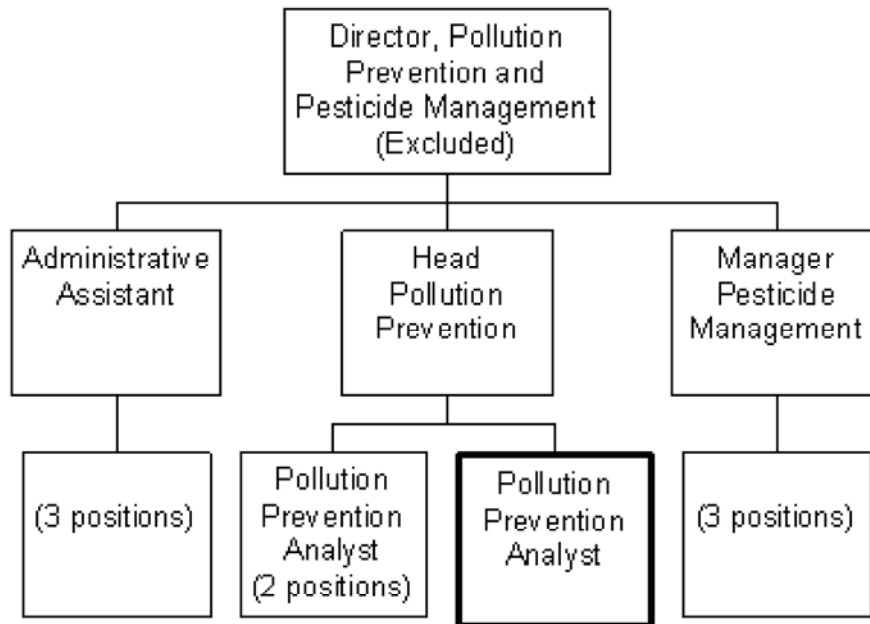 Director, Pollution
Prevention and
Pesticide Management
(Excluded)
Administrative
Assistant
Head
Pollution
Prevention
Manager
Pesticide
Management
(3 positions)
Pollution
Prevention
Analyst
(2 positions)
Pollution
Prevention
Analyst
(3 positions)